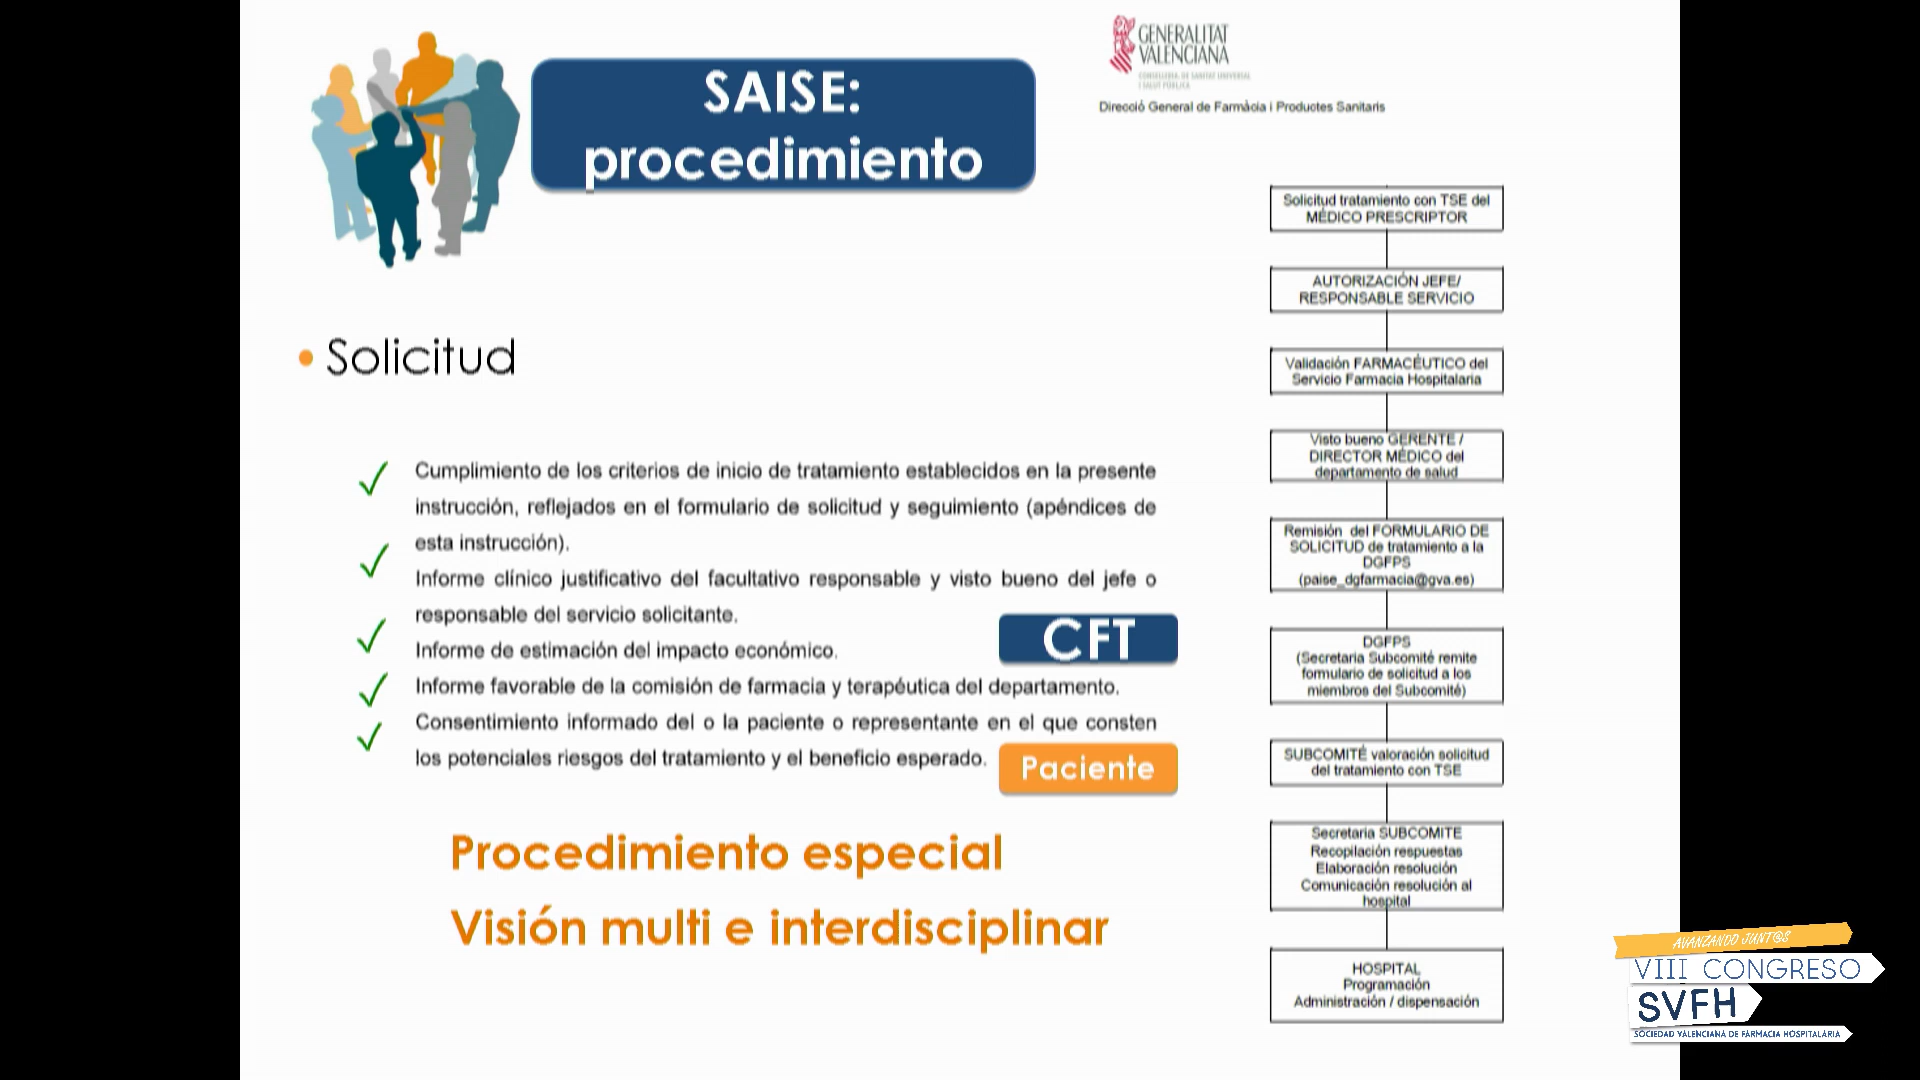 SAISE:
procedimiento
GENERALITAT
VALENCIANA
CONSELLERIA DE SANITAT UNIVERSAL
I SALUT PÚBLICA
Direcció General de Farmàcia i Productes Sanitaris
• Solicitud
✓ Cumplimiento de los criterios de inicio de tratamiento establecidos en la presente
instrucción, reflejados en el formulario de solicitud y seguimiento (apéndices de
esta instrucción).
✓ Informe clínico justificativo del facultativo responsable y visto bueno del jefe o
responsable del servicio solicitante.
✓ Informe de estimación del impacto económico.
CFT
✓ Informe favorable de la comisión de farmacia y terapéutica del departamento.
✓ Consentimiento informado del o la paciente o representante en el que consten
los potenciales riesgos del tratamiento y el beneficio esperado.
Paciente
Procedimiento especial
Visión multi e interdisciplinar
Solicitud tratamiento con TSE del
MÉDICO PRESCRIPTOR
AUTORIZACIÓN JEFE/
RESPONSABLE SERVICIO
Validación FARMACÉUTICO del
Servicio Farmacia Hospitalaria
Visto bueno GERENTE /
DIRECTOR MÉDICO del
departamento de salud
Remisión del FORMULARIO DE
SOLICITUD de tratamiento a la
DGFPS
(paise_dgfarmacia@gva.es)
DGFPS
(Secretaria Subcomité remite
formulario de solicitud a los
miembros del Subcomité)
SUBCOMITÉ valoración solicitud
del tratamiento con TSE
Secretaria SUBCOMITE
Recopilación respuestas
Elaboración resolución
Comunicación resolución al
hospital
HOSPITAL
Programación
Administración / dispensación
AVANZANDO JUNT@S
VIII CONGRESO
SVFH
SOCIEDAD VALENCIANA DE FARMACIA HOSPITALARIA